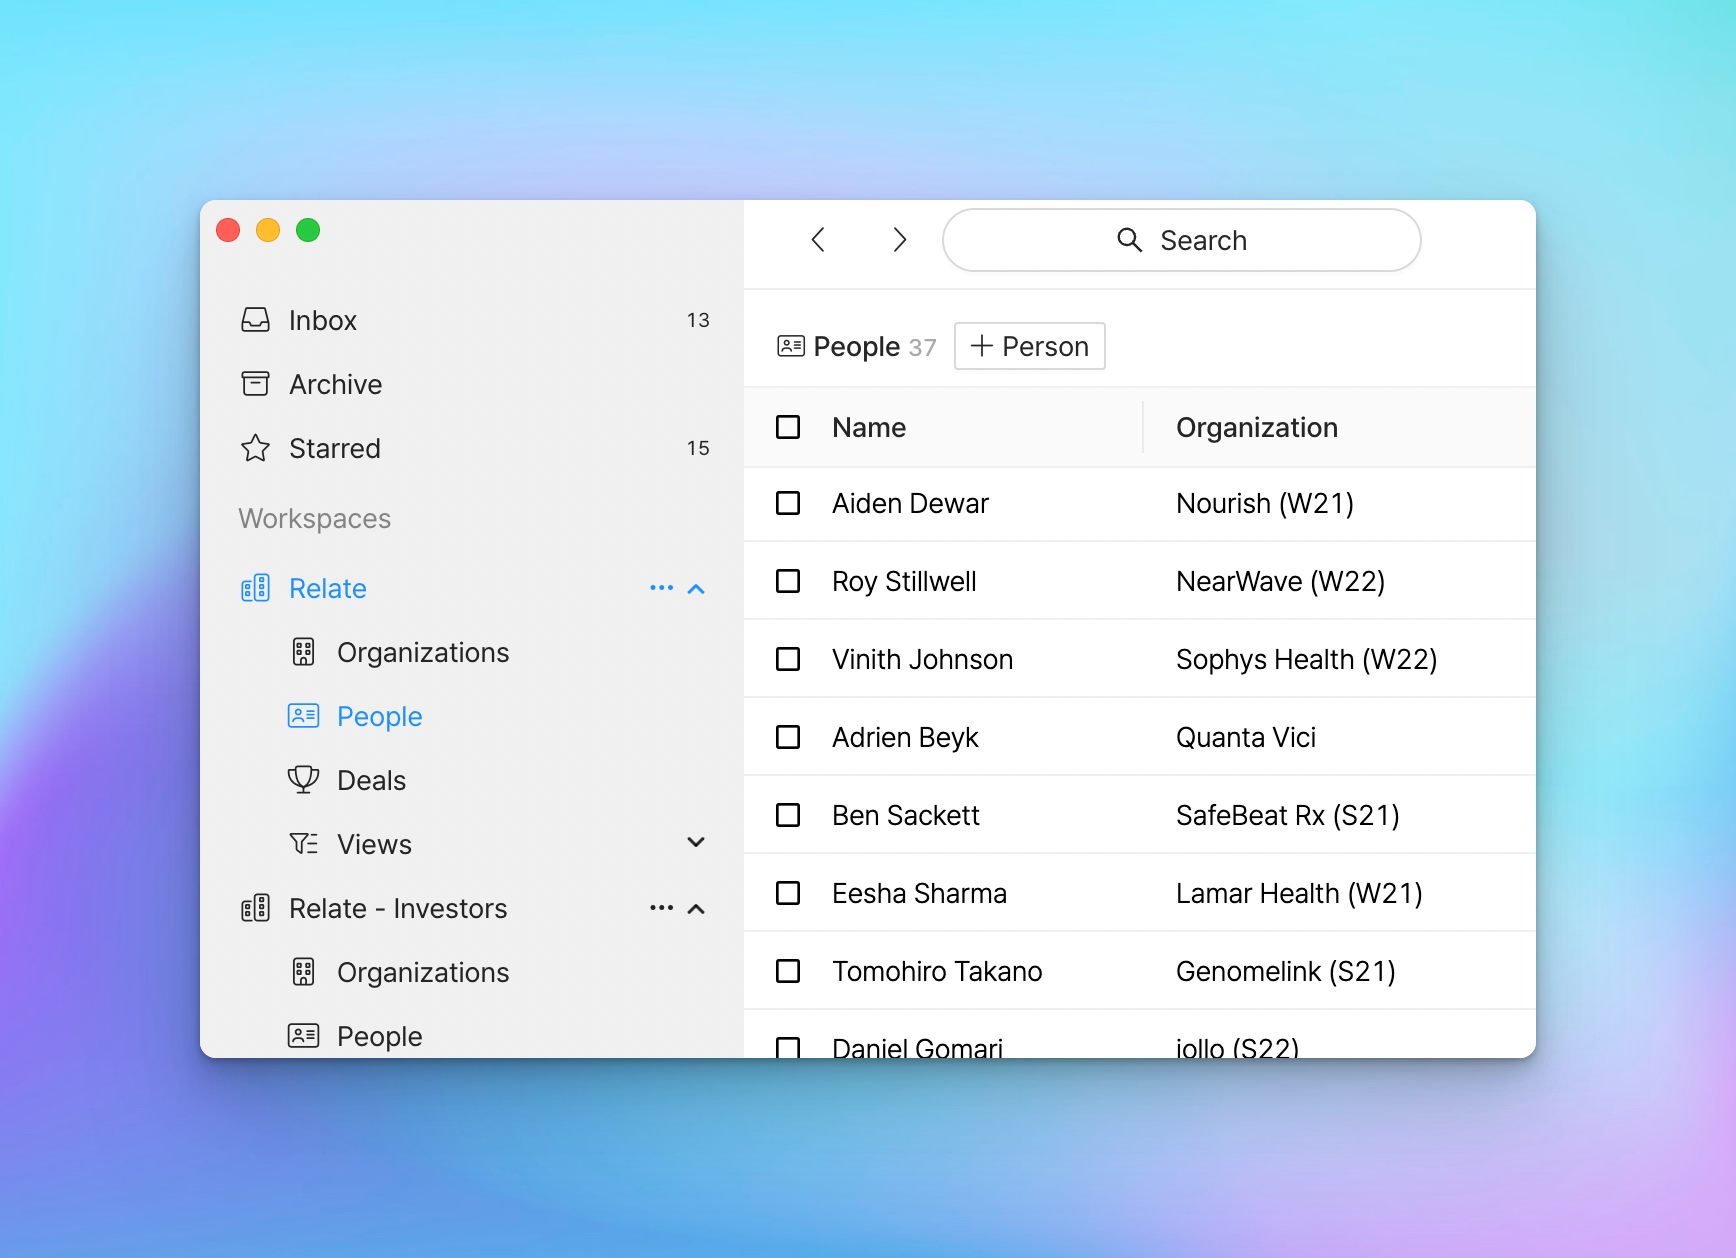 Inbox 13
Archive
Starred 15
Workspaces
Relate
Organizations
People
Deals
Views
Relate - Investors
Organizations
People
Search
People 37 + Person
Name Organization
Aiden Dewar Nourish (W21)
Roy Stillwell NearWave (W22)
Vinith Johnson Sophys Health (W22)
Adrien Beyk Quanta Vici
Ben Sackett SafeBeat Rx (S21)
Eesha Sharma Lamar Health (W21)
Tomohiro Takano Genomelink (S21)
Daniel Gomari iollo (S22)